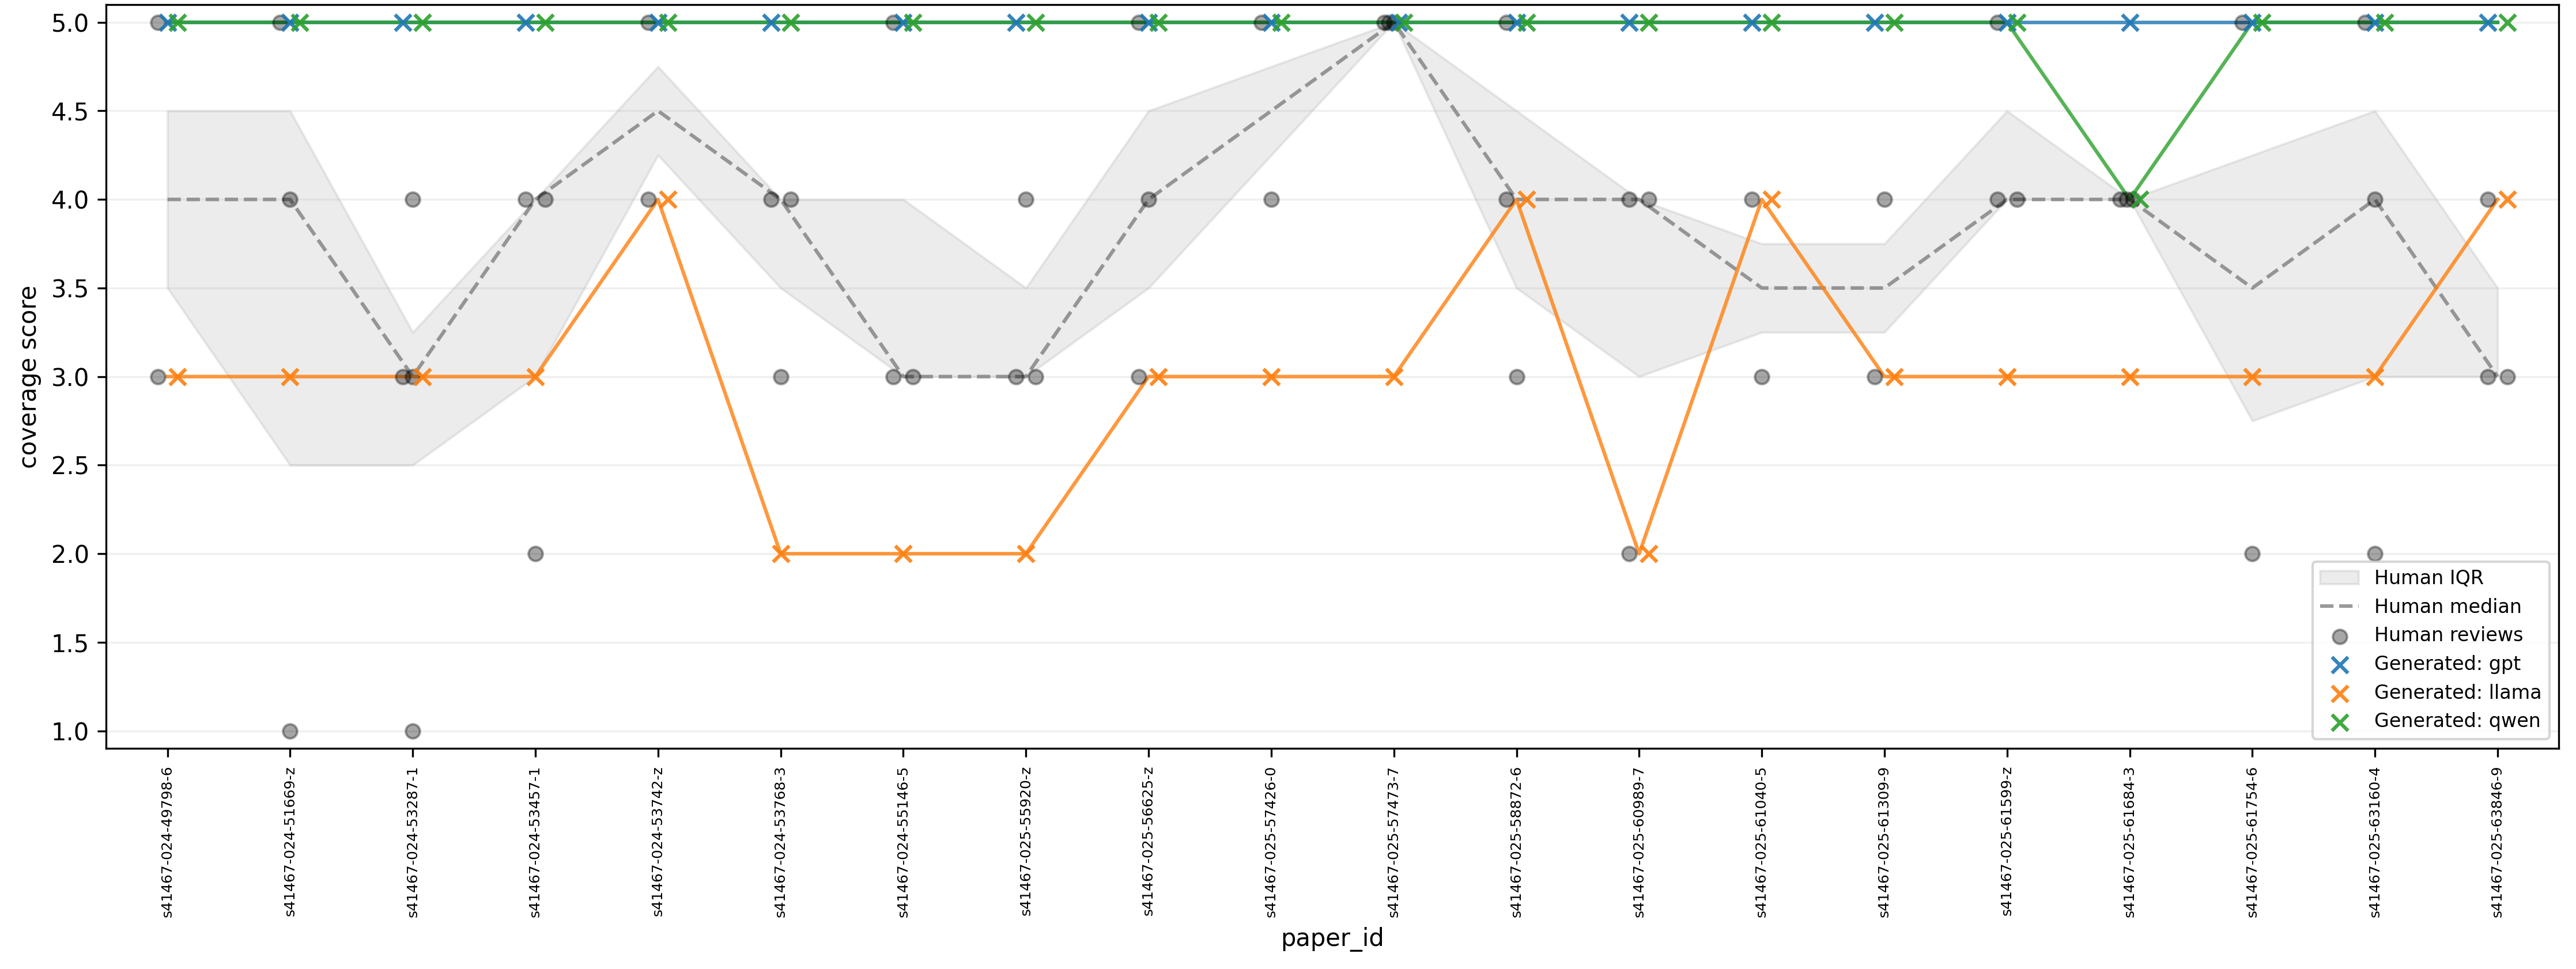 coverage score
5.0
4.5
4.0
3.5
3.0
2.5
2.0
1.5
1.0
Human IQR
Human median
Human reviews
Generated: gpt
Generated: llama
Generated: qwen
s41467-024-49798-6
s41467-024-51669-z
s41467-024-53287-1
s41467-024-53457-1
s41467-024-53742-z
s41467-024-53768-3
s41467-024-55146-5
s41467-025-55920-z
s41467-025-56625-z
s41467-025-57426-0
s41467-025-57473-7
s41467-025-58872-6
s41467-025-60989-7
s41467-025-61040-5
s41467-025-61309-9
s41467-025-61599-z
s41467-025-61684-3
s41467-025-61754-6
s41467-025-63160-4
s41467-025-63846-9
paper_id